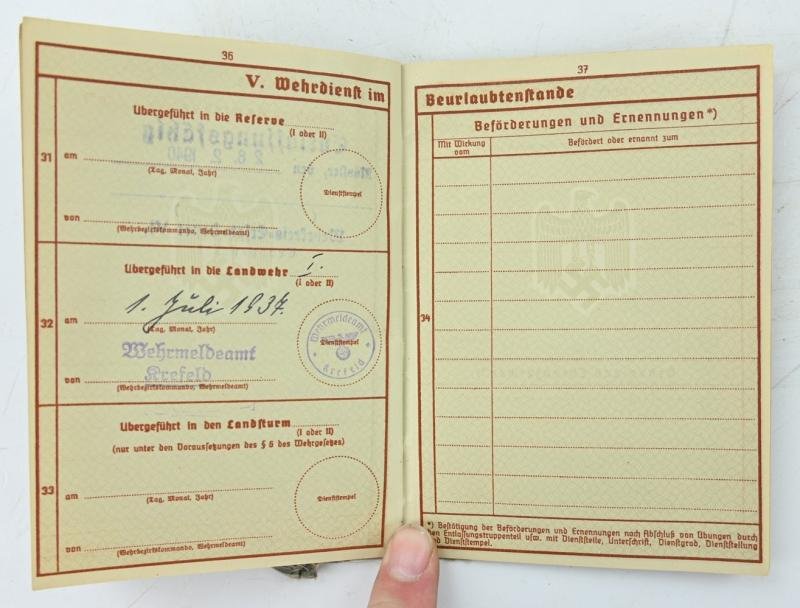 36
V. Wehrdienst im
Übergeführt in die Reserve
(I oder II)
31
am
(Tag, Monat, Jahr)
Dienststempel
von
(Wehrbezirkskommando, Wehrmeldeamt)
Übergeführt in die Landwehr I.
(I oder II)
1. Juli 1937.
32
am
(Tag, Monat, Jahr)
Wehrmeldeamt
Dienststempel
Krefeld
Wehrmeldeamt
Krefeld
von
(Wehrbezirkskommando, Wehrmeldeamt)
Übergeführt in den Landsturm
(I oder II)
(nur unter den Voraussetzungen des § 6 des Wehrgesetzes)
33
am
(Tag, Monat, Jahr)
Dienststempel
von
(Wehrbezirkskommando, Wehrmeldeamt)
37
Beurlaubtenstande
Beförderungen und Ernennungen*)
Mit Wirkung vom
Befördert oder ernannt zum
34
*) Bestätigung der Beförderungen und Ernennungen nach Abschluß von Übungen durch
den Entlassungstruppenteil usw. mit Dienststelle, Unterschrift, Dienstgrad, Dienststellung
und Dienststempel.